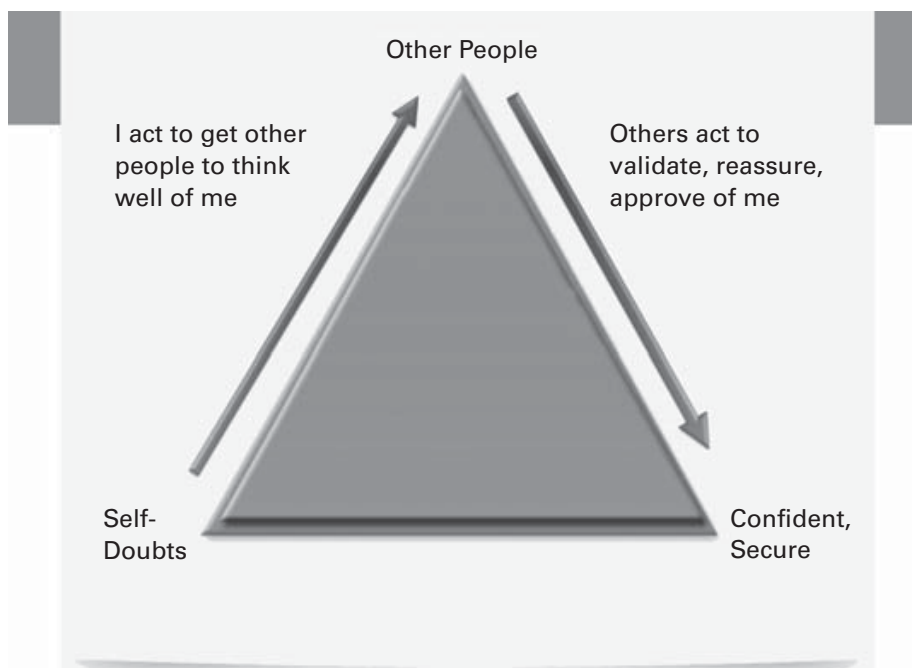 Other People
I act to get other
people to think
well of me
Others act to
validate, reassure,
approve of me
Self-
Doubts
Confident,
Secure